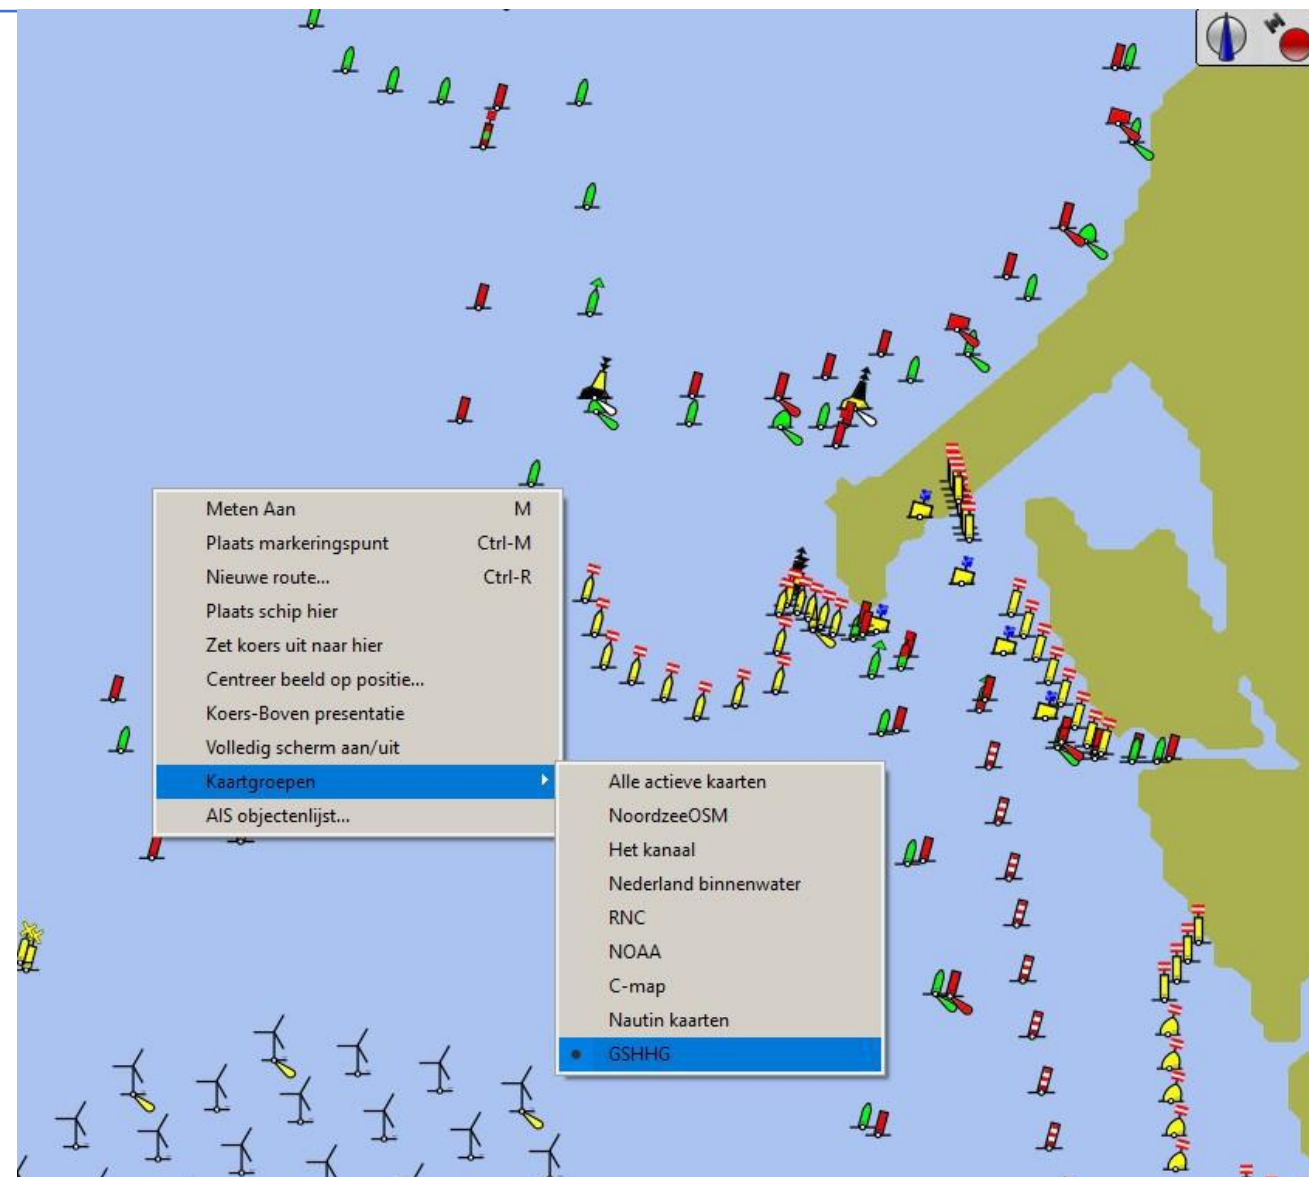 Meten Aan M
Plaats markeringspunt Ctrl-M
Nieuwe route... Ctrl-R
Plaats schip hier
Zet koers uit naar hier
Centreer beeld op positie...
Koers-Boven presentatie
Volledig scherm aan/uit
Kaartgroepen
AIS objectenlijst...
Alle actieve kaarten
NoordzeeOSM
Het kanaal
Nederland binnenwater
RNC
NOAA
C-map
Nautin kaarten
GSHHG